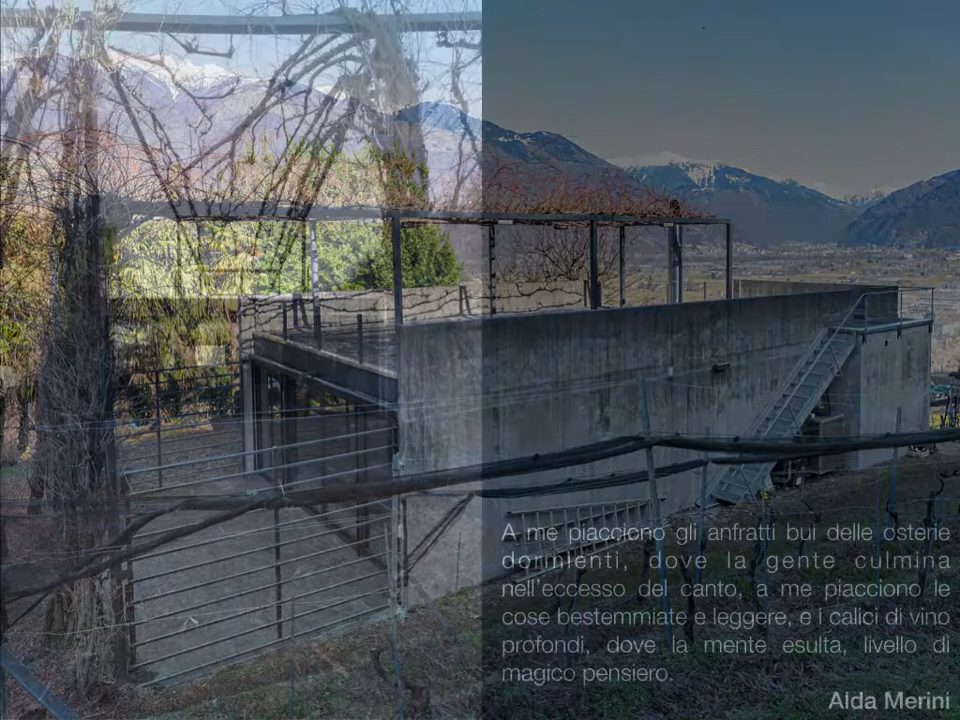 A me piacciono gli anfratti bui delle osterie
dormienti, dove la gente culmina
nell'eccesso del canto, a me piacciono le
cose bestemmiate e leggere, e i calici di vino
profondi, dove la mente esulta, livello di
magico pensiero.
Alda Merini